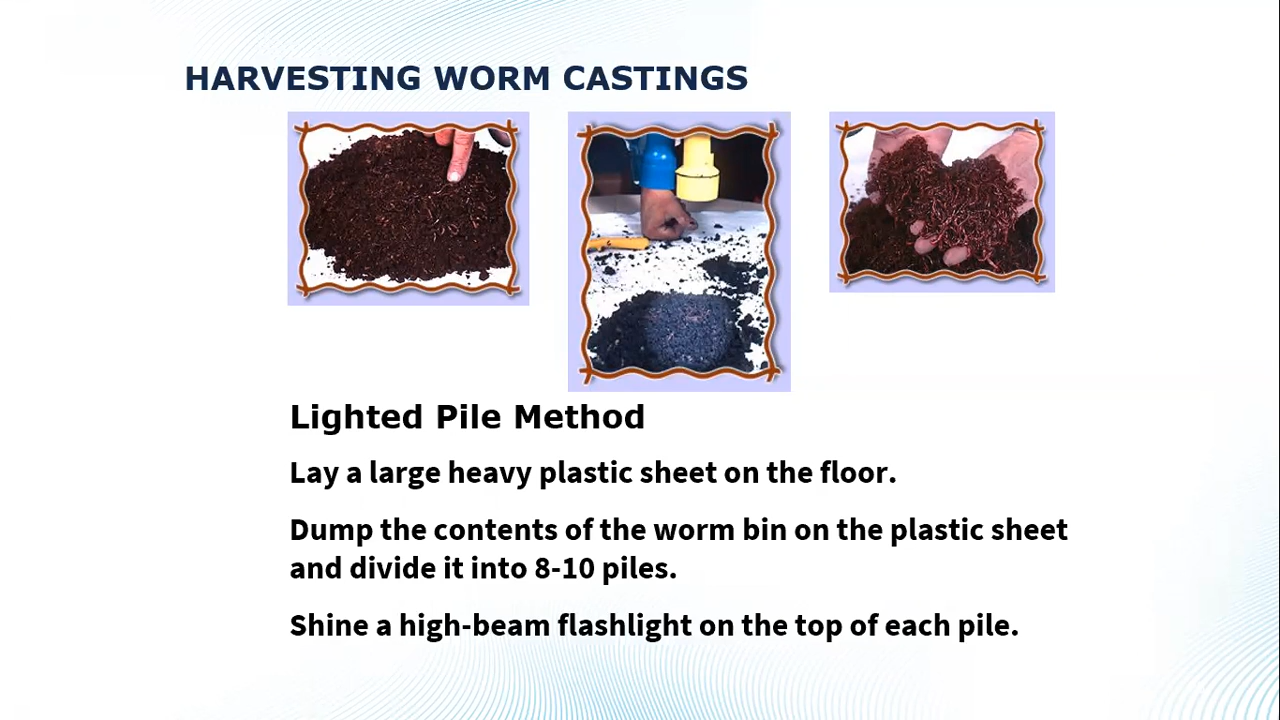 HARVESTING WORM CASTINGS
Lighted Pile Method
Lay a large heavy plastic sheet on the floor.
Dump the contents of the worm bin on the plastic sheet
and divide it into 8-10 piles.
Shine a high-beam flashlight on the top of each pile.